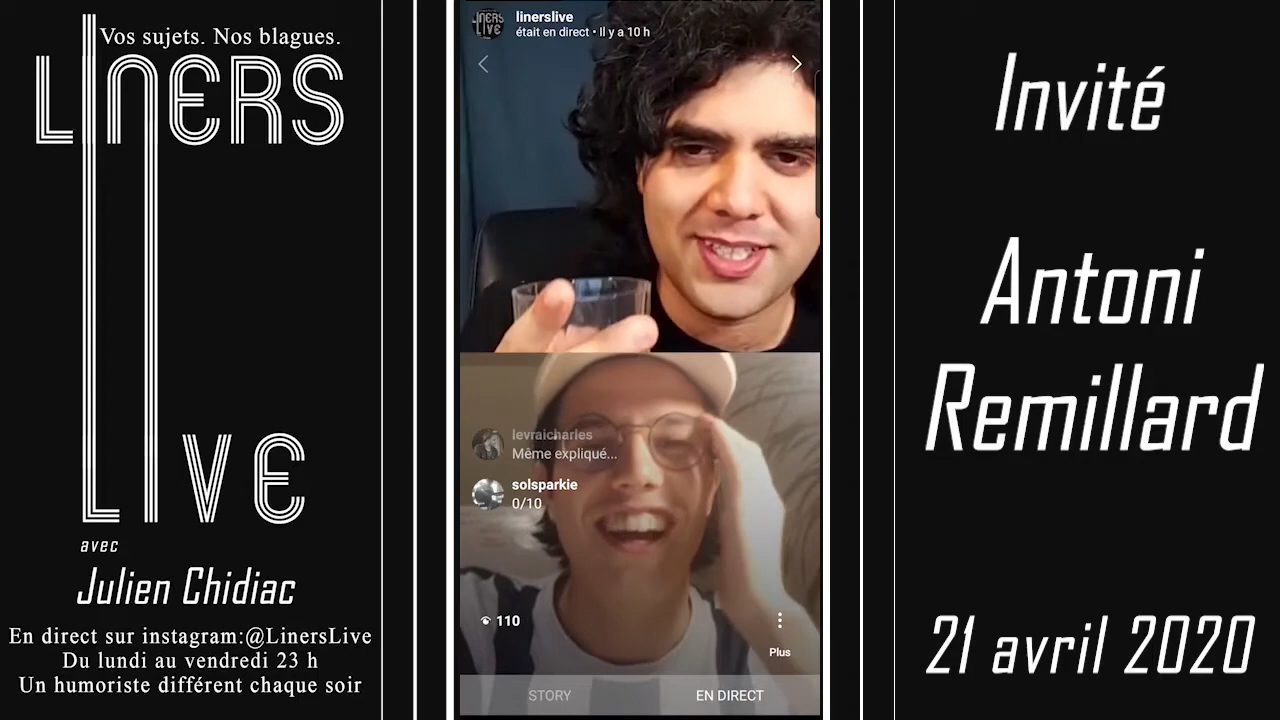 Vos sujets. Nos blagues.
LINERS
LIVE
avec
Julien Chidiac
En direct sur instagram:@LinersLive
Du lundi au vendredi 23 h
Un humoriste différent chaque soir
LINERS
LIVE
linerslive
était en direct • Il y a 10 h
levraicharles
Même expliqué...
solsparkie
0/10
110
Plus
STORY
EN DIRECT
Invité
Antoni
Remillard
21 avril 2020